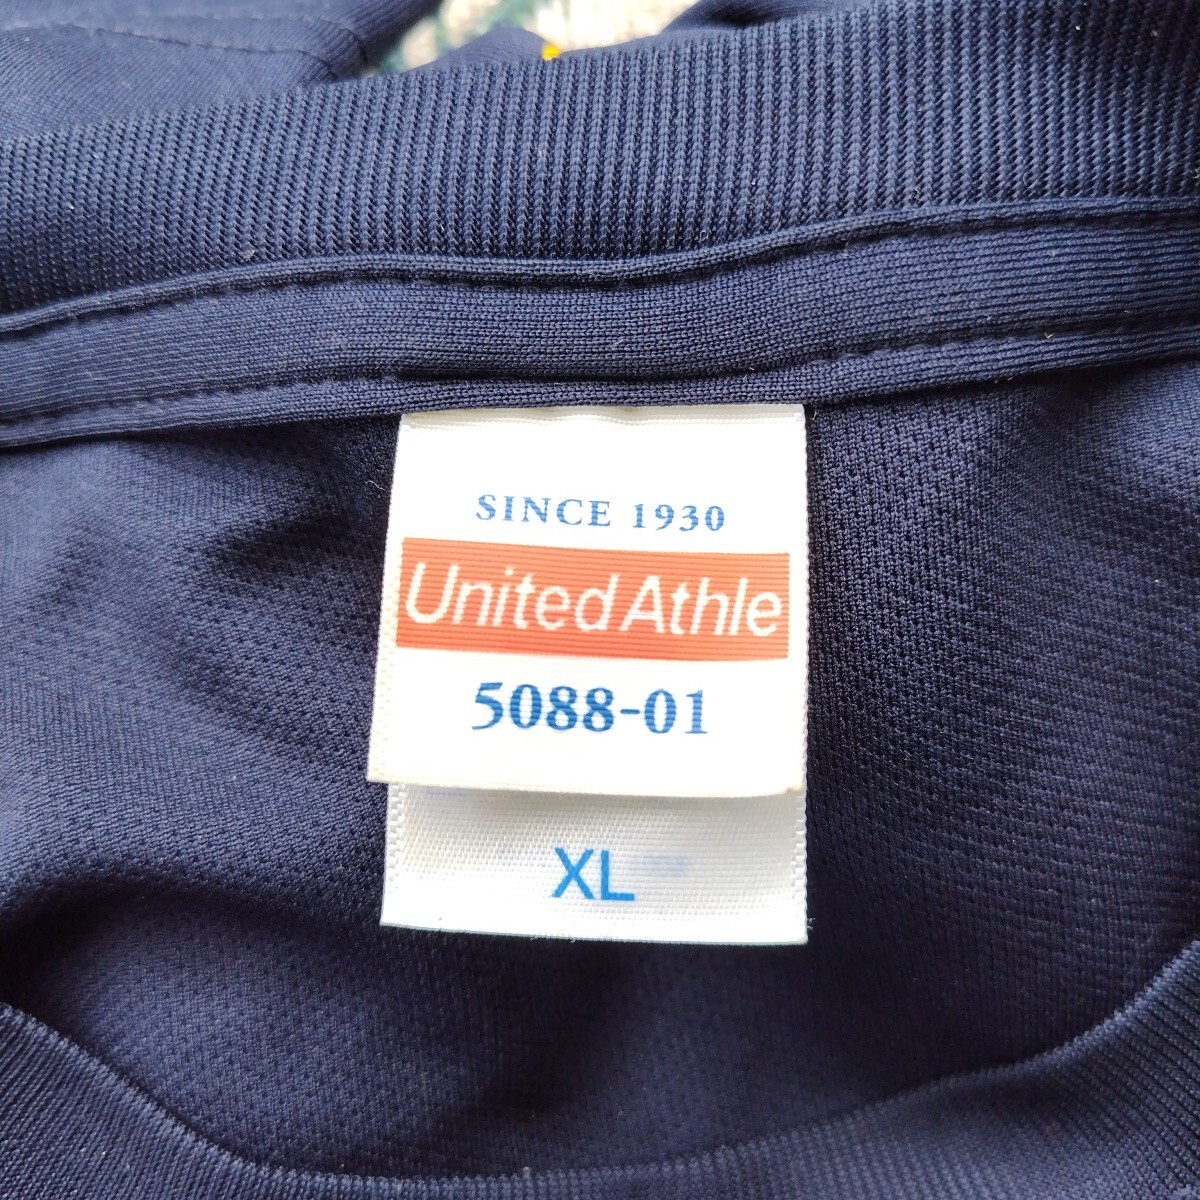 SINCE 1930
United Athle
5088-01
XL